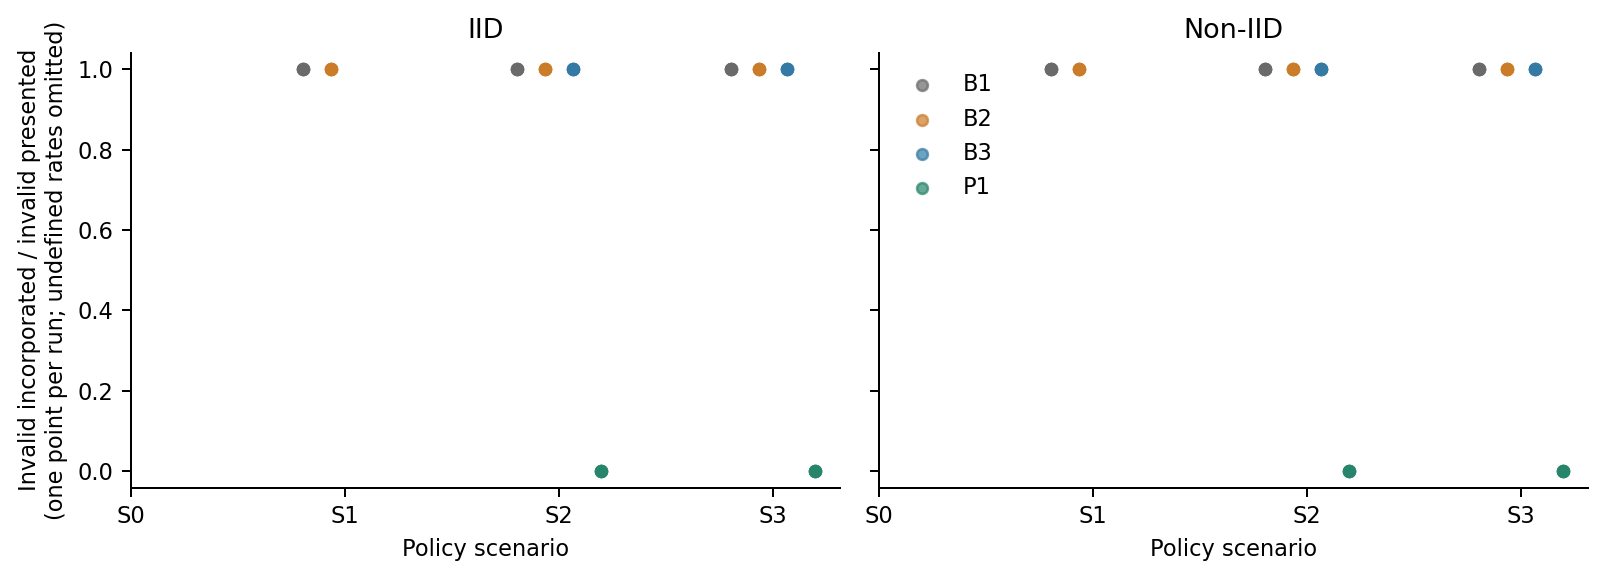 IID
Non-IID
Invalid incorporated / invalid presented
(one point per run; undefined rates omitted)
1.0
0.8
0.6
0.4
0.2
0.0
B1
B2
B3
P1
S0
S1
S2
S3
S0
S1
S2
S3
Policy scenario
Policy scenario